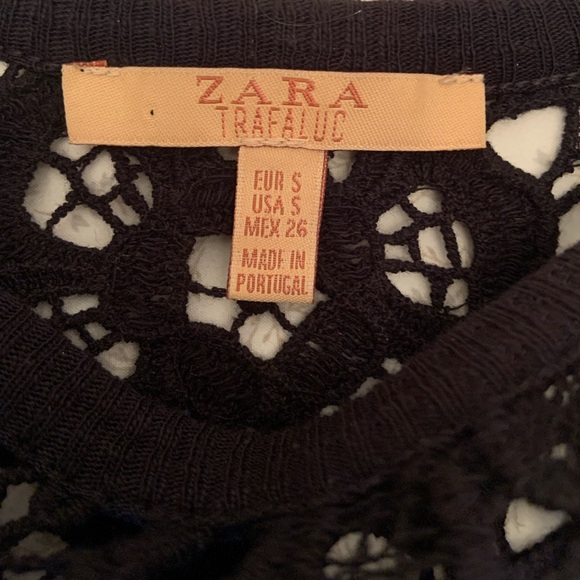 ZARA
TRAFALUC
EUR S
USA S
MEX 26
MADE IN
PORTUGAL